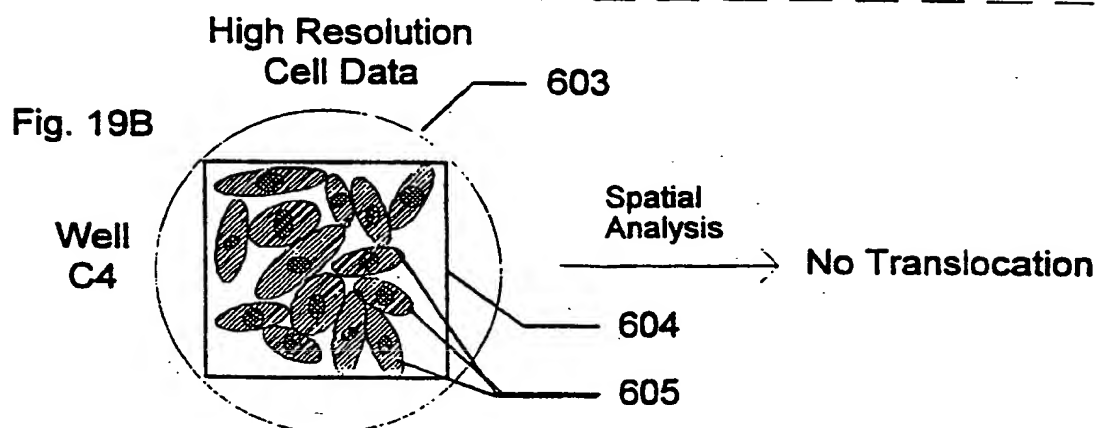 High Resolution
Cell Data
603
Fig. 19B
Well
C4
Spatial
Analysis
No Translocation
604
605